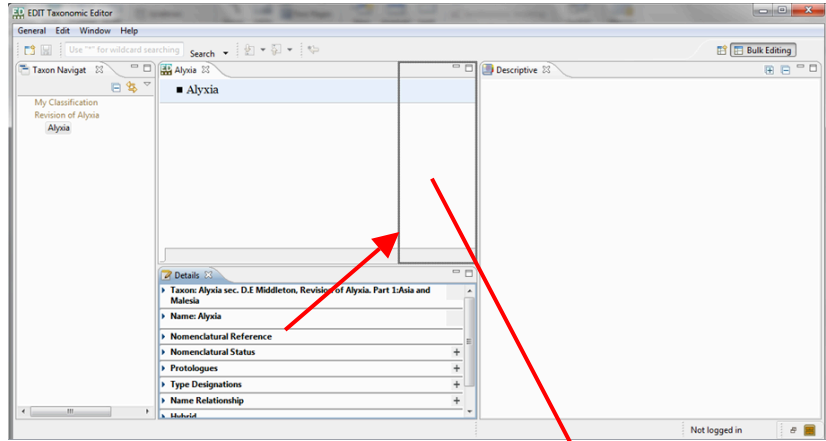 EDIT Taxonomic Editor
General Edit Window Help
Use "*" for wildcard searching Search Bulk Editing
Taxon Navigat Alyxia Descriptive
Alyxia
My Classification
Revision of Alyxia
Alyxia
Details
Taxon: Alyxia sec. D.E Middleton, Revision of Alyxia. Part 1:Asia and
Malesia
Name: Alyxia
Nomenclatural Reference
Nomenclatural Status
Protologues
Type Designations
Name Relationship
Hybrid
Not logged in